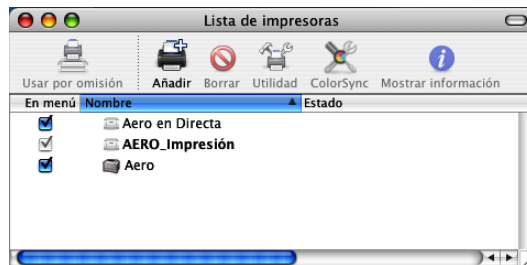 Lista de impresoras
Usar por omisión Añadir Borrar Utilidad ColorSync Mostrar información
En menú Nombre Estado
Aero en Directa
AERO_Impresión
Aero